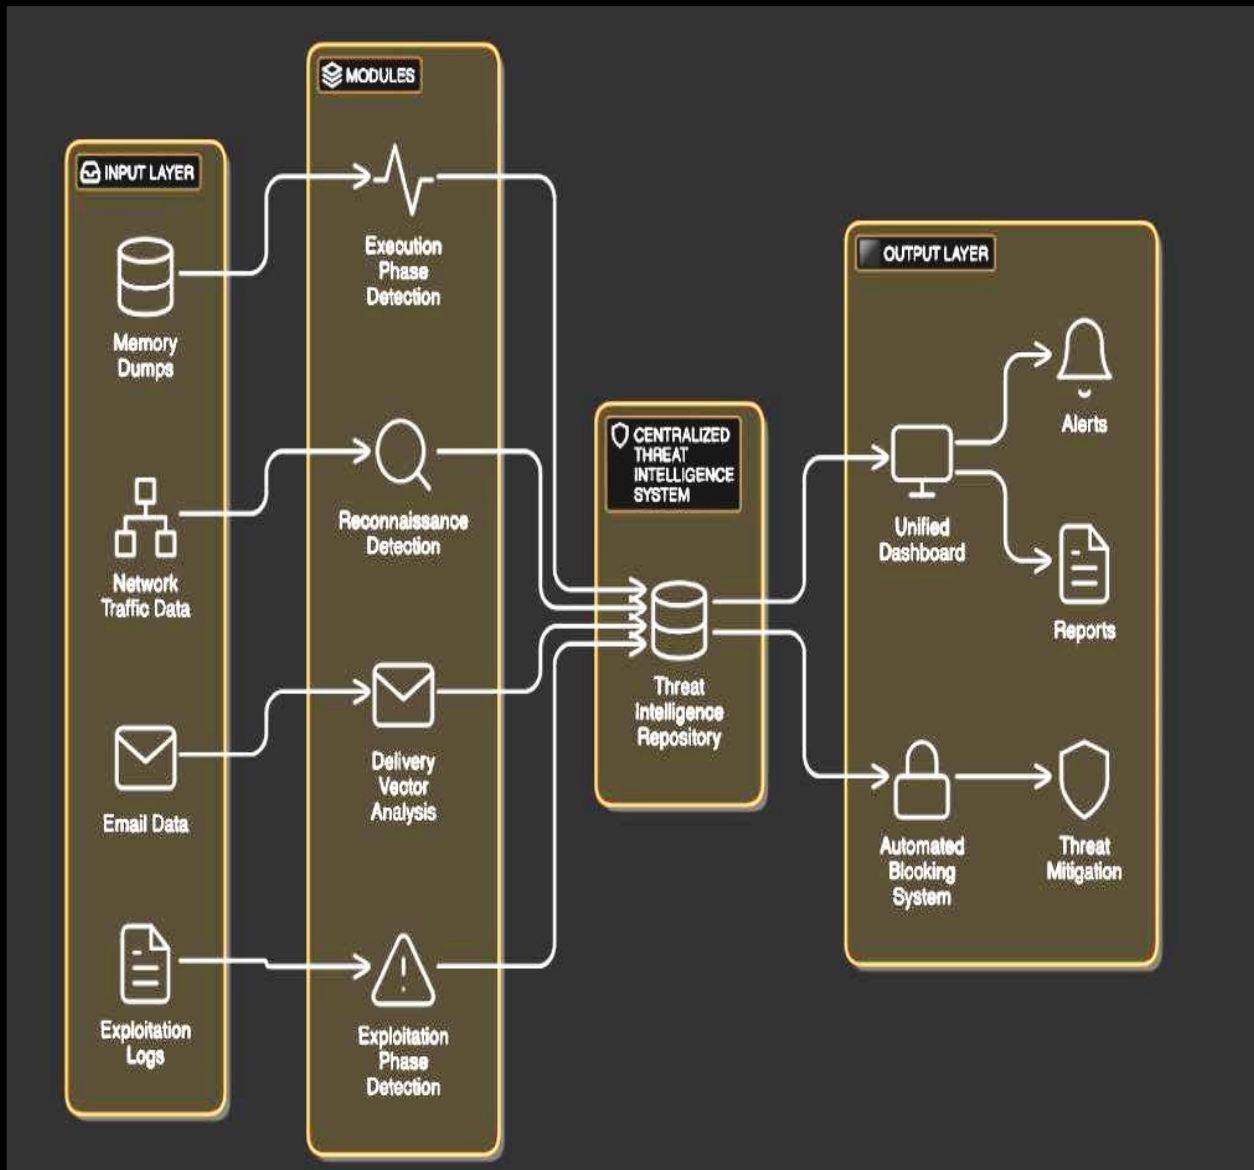 INPUT LAYER
Memory
Dumps
Network
Traffic Data
Email Data
Exploitation
Logs
MODULES
Execution
Phase
Detection
Reconnaissance
Detection
Delivery
Vector
Analysis
Exploitation
Phase
Detection
CENTRALIZED
THREAT
INTELLIGENCE
SYSTEM
Threat
Intelligence
Repository
OUTPUT LAYER
Unified
Dashboard
Alerts
Reports
Automated
Blocking
System
Threat
Mitigation